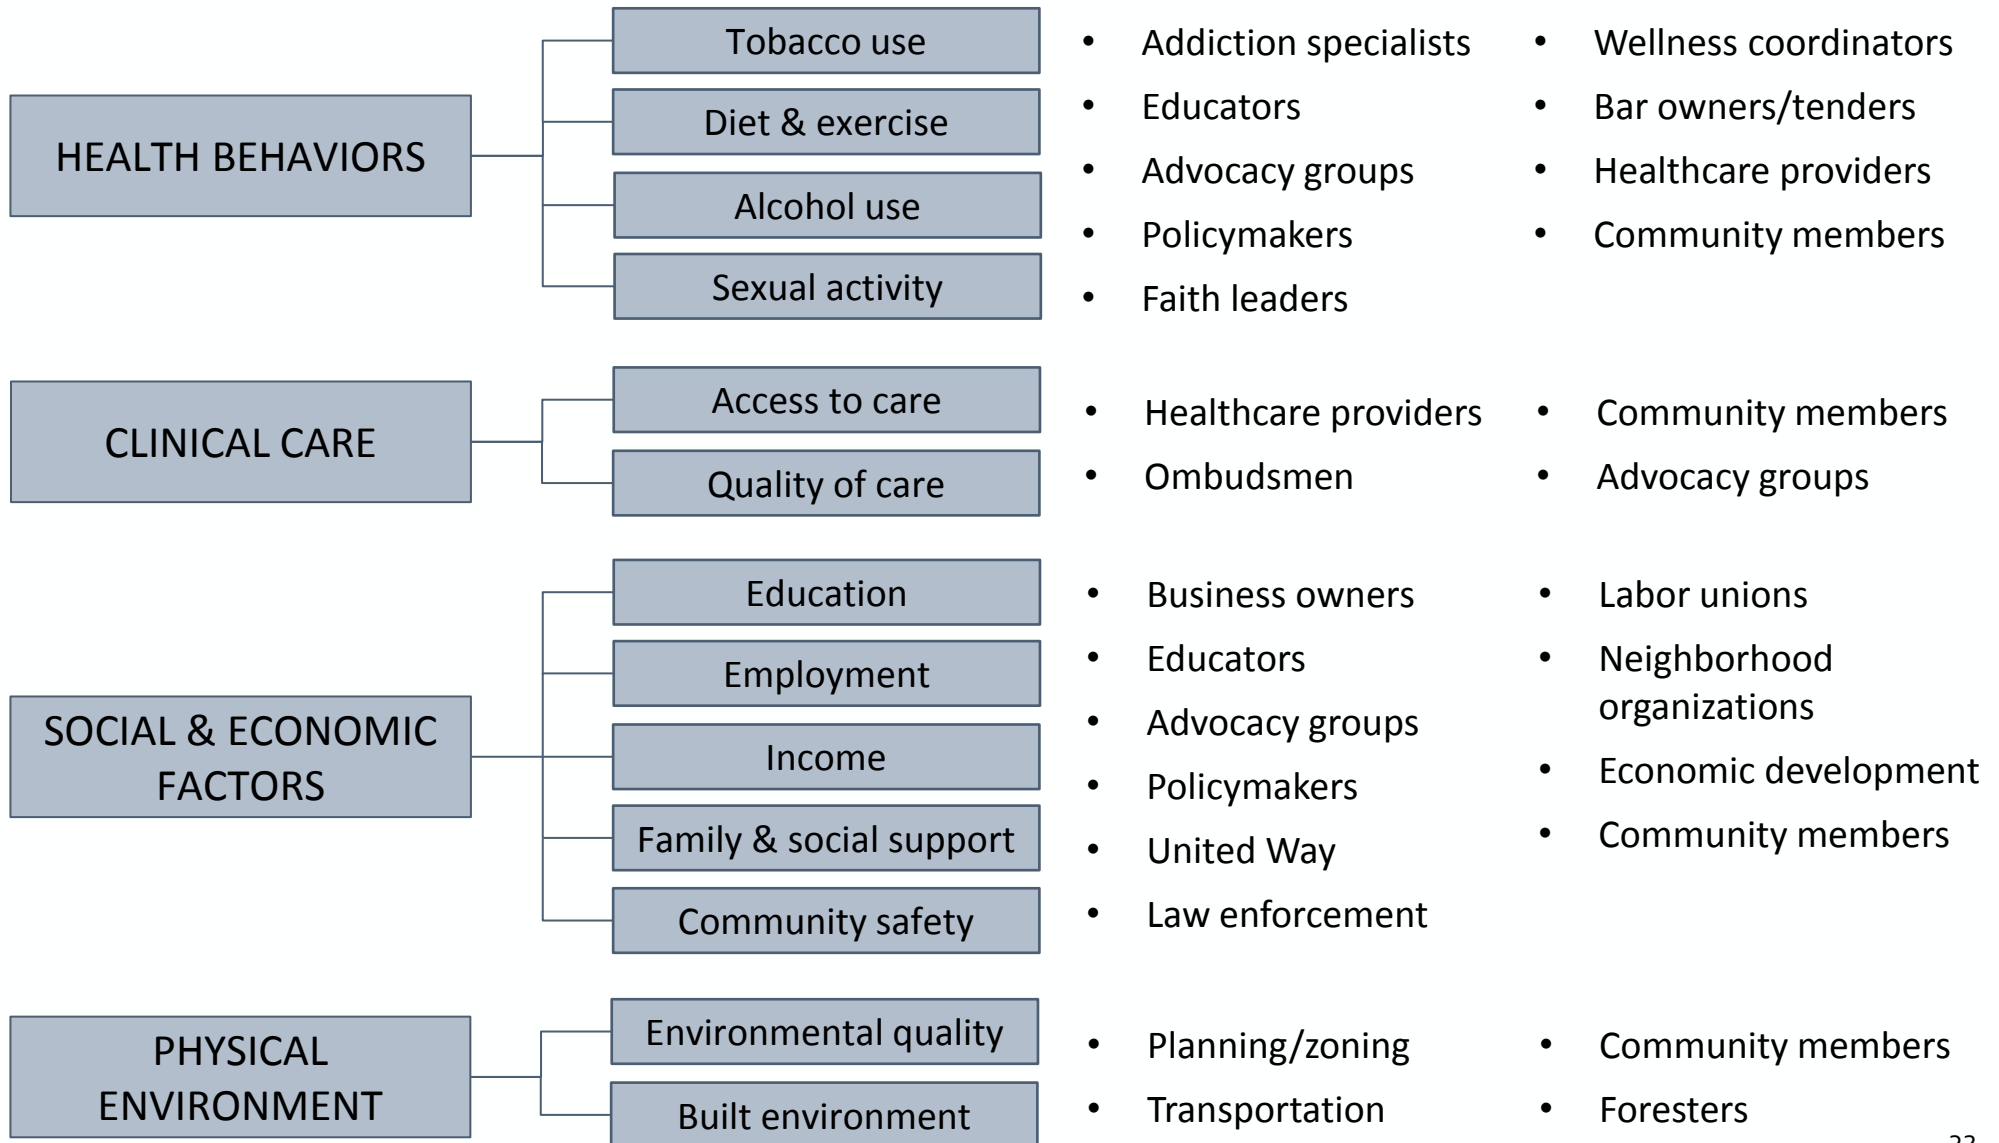 HEALTH BEHAVIORS
Tobacco use
Diet & exercise
Alcohol use
Sexual activity
• Addiction specialists
• Educators
• Advocacy groups
• Policymakers
• Faith leaders
• Wellness coordinators
• Bar owners/tenders
• Healthcare providers
• Community members
CLINICAL CARE
Access to care
Quality of care
• Healthcare providers
• Ombudsmen
• Community members
• Advocacy groups
SOCIAL & ECONOMIC
FACTORS
Education
Employment
Income
Family & social support
Community safety
• Business owners
• Educators
• Advocacy groups
• Policymakers
• United Way
• Law enforcement
• Labor unions
• Neighborhood
organizations
• Economic development
• Community members
PHYSICAL
ENVIRONMENT
Environmental quality
Built environment
• Planning/zoning
• Transportation
• Community members
• Foresters